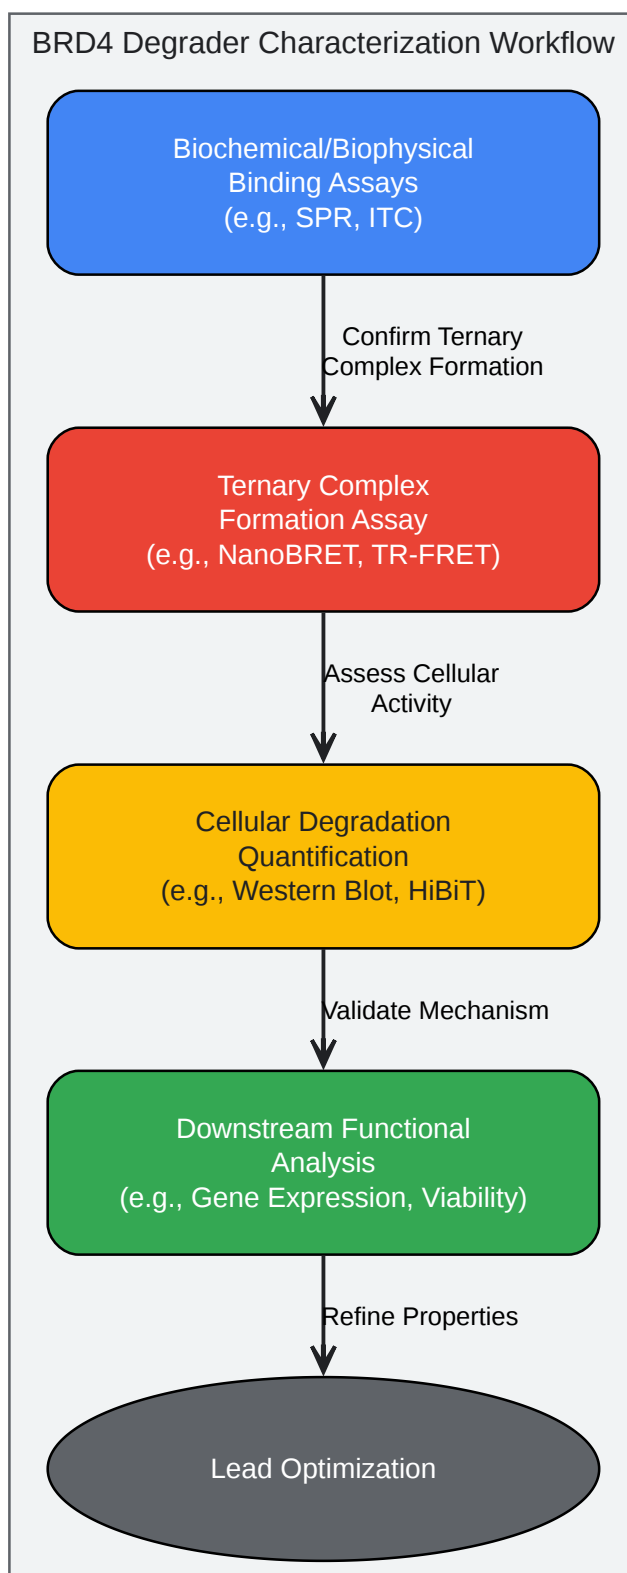 BRD4 Degrader Characterization Workflow
Biochemical/Biophysical
Binding Assays
(e.g., SPR, ITC)
Confirm Ternary
Complex Formation
Ternary Complex
Formation Assay
(e.g., NanoBRET, TR-FRET)
Assess Cellular
Activity
Cellular Degradation
Quantification
(e.g., Western Blot, HiBiT)
Validate Mechanism
Downstream Functional
Analysis
(e.g., Gene Expression, Viability)
Refine Properties
Lead Optimization